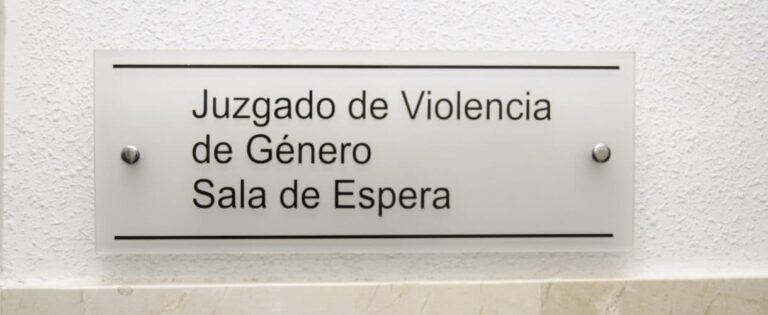 Juzgado de Violencia
de Género
Sala de Espera